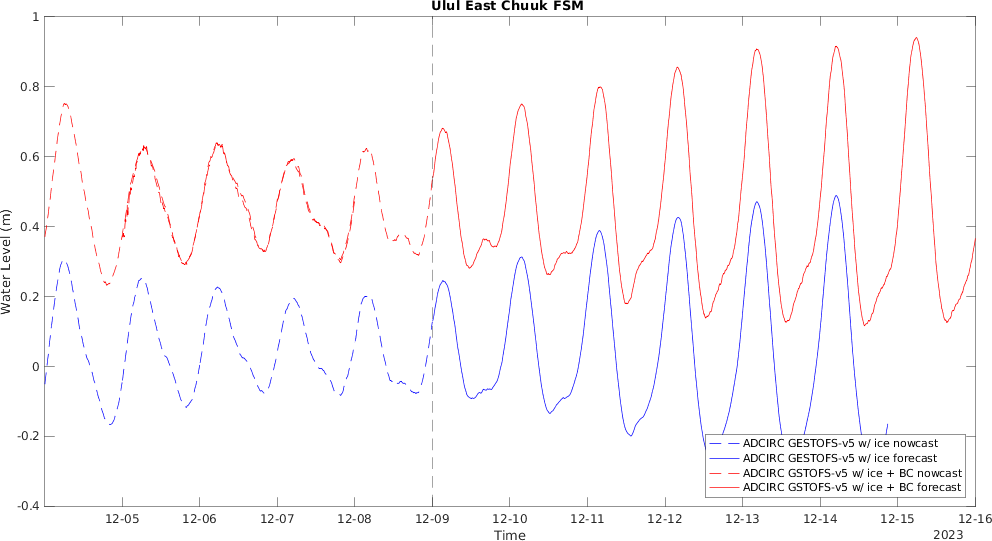 Ulul East Chuuk FSM
1
0.8
0.6
0.4
0.2
0
-0.2
-0.4
Water Level (m)
ADCIRC GESTOFS-v5 w/ ice nowcast
ADCIRC GESTOFS-v5 w/ ice forecast
ADCIRC GSTOFS-v5 w/ ice + BC nowcast
ADCIRC GSTOFS-v5 w/ ice + BC forecast
12-05 12-06 12-07 12-08 12-09 12-10 12-11 12-12 12-13 12-14 12-15 12-16
Time
2023